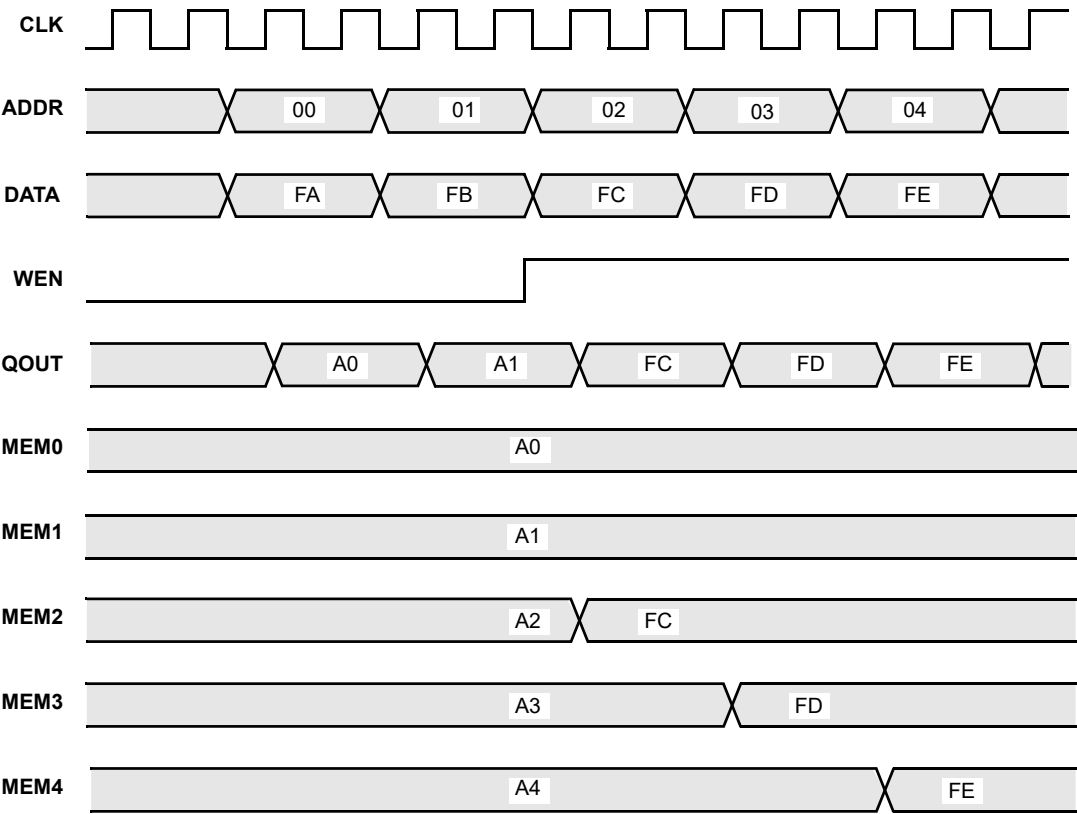 CLK
ADDR 00 01 02 03 04
DATA FA FB FC FD FE
WEN
QOUT A0 A1 FC FD FE
MEM0 A0
MEM1 A1
MEM2 A2 FC
MEM3 A3 FD
MEM4 A4 FE